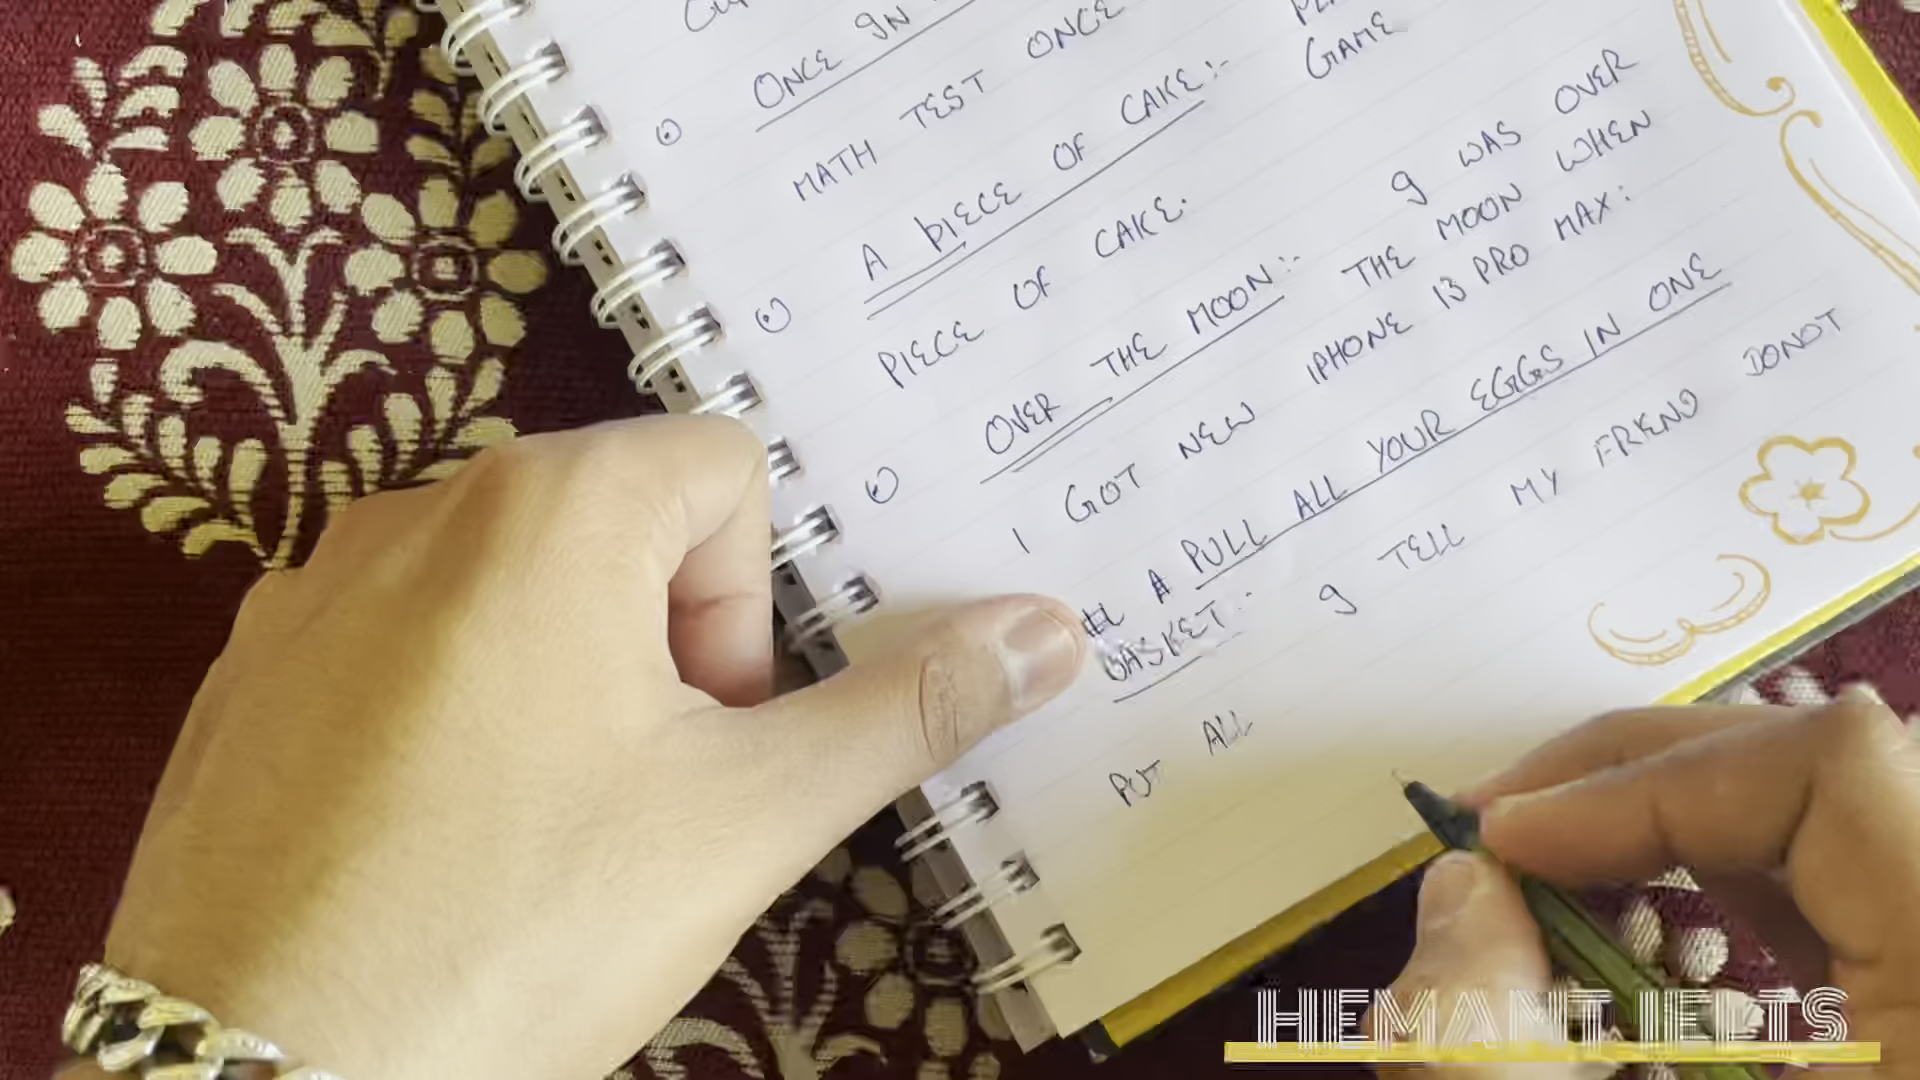 ONCE IN
MATH TEST ONCE
A PIECE OF CAKE:- GAME
PIECE OF CAKE.
OVER THE MOON:- I WAS OVER
THE MOON WHEN
I GOT NEW IPHONE 13 PRO MAX:
A PULL ALL YOUR EGGS IN ONE
BASKET:- I TELL MY FRIEND DONOT
PUT ALL
HEMANT IELTS